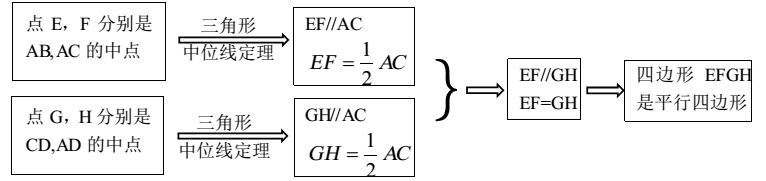 点 E，F 分别是
AB,AC 的中点
三角形
中位线定理
EF//AC
EF = 1/2 AC
点 G，H 分别是
CD,AD 的中点
三角形
中位线定理
GH//AC
GH = 1/2 AC
EF//GH
EF=GH
四边形 EFGH
是平行四边形